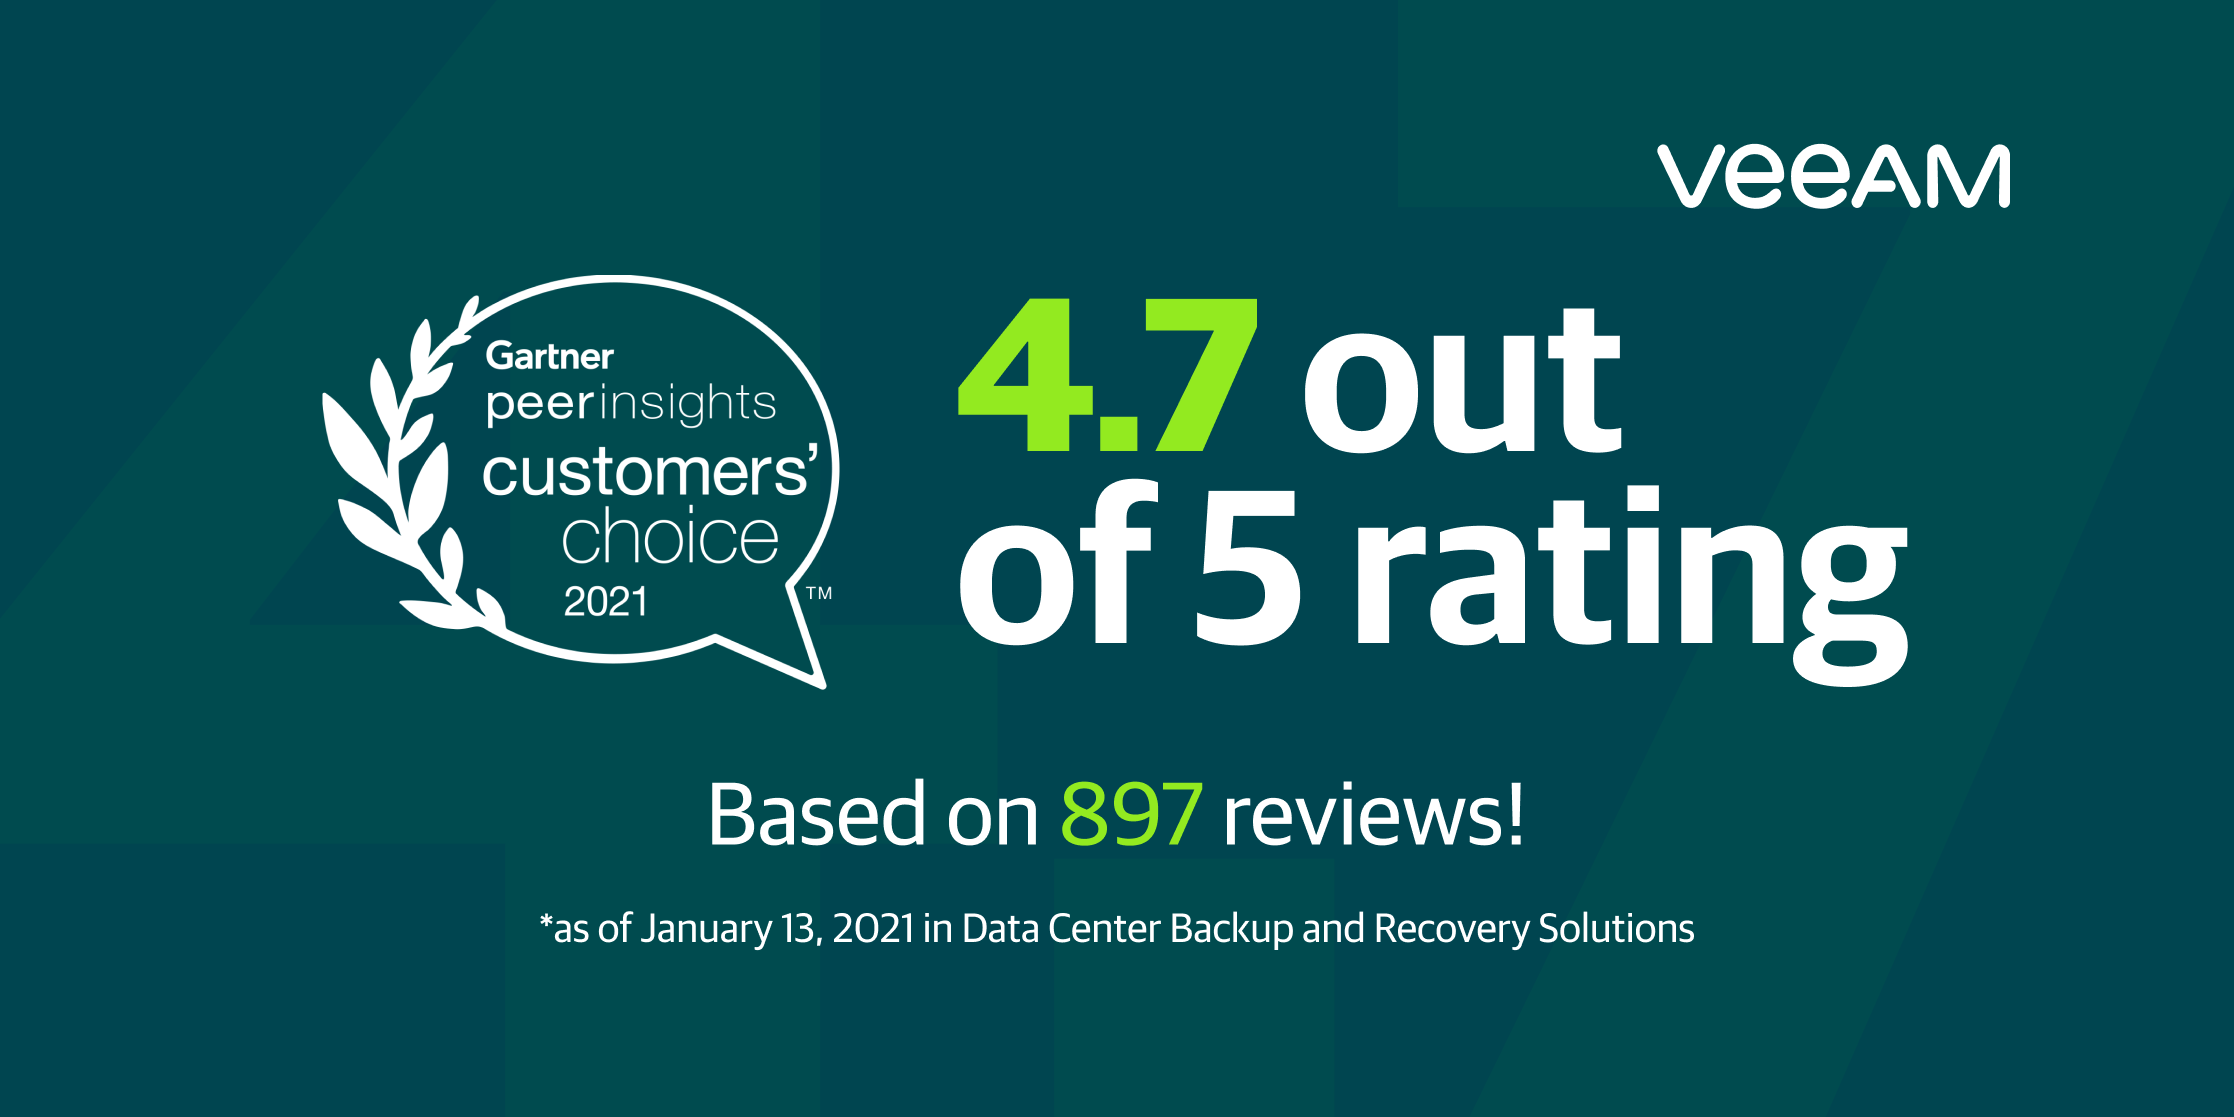 veeAM
Gartner
peerinsights
customers’
choice
2021
™
4.7 out
of 5 rating
Based on 897 reviews!
*as of January 13, 2021 in Data Center Backup and Recovery Solutions